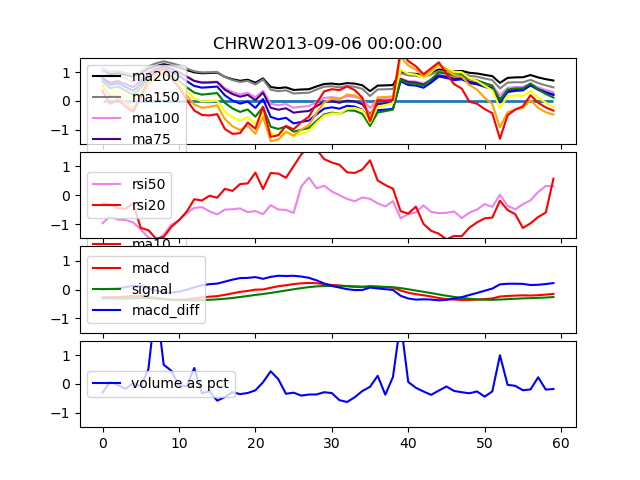 CHRW2013-09-06 00:00:00
1
0
−1
ma200
ma150
ma100
ma75
1
0
−1
rsi50
rsi20
ma10
1
0
−1
macd
signal
macd_diff
1
0
−1
volume as pct
0 10 20 30 40 50 60